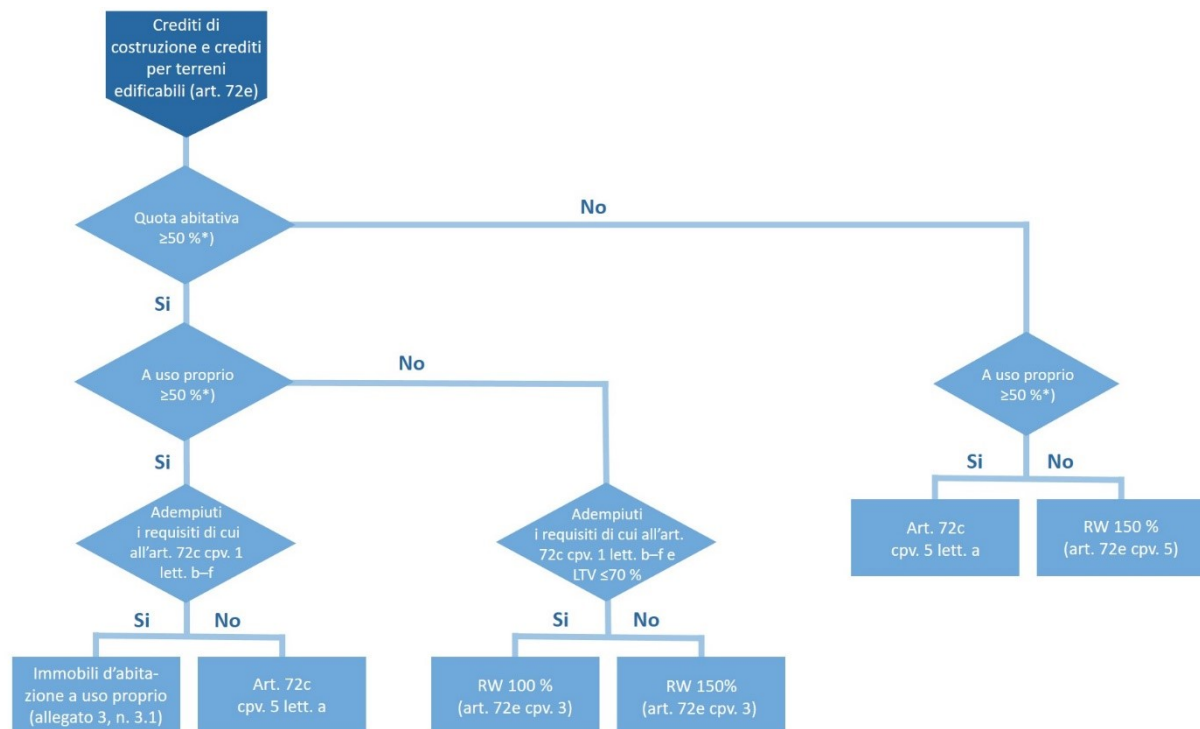 Crediti di
costruzione e crediti
per terreni
edificabili (art. 72e)
Quota abitativa
≥50 %*)
No
Si
A uso proprio
≥50 %*)
No
A uso proprio
≥50 %*)
Si
Si
No
Adempiuti
i requisiti di cui
all'art. 72c cpv. 1
lett. b–f
Adempiuti
i requisiti di cui all'art.
72c cpv. 1 lett. b–f e
LTV ≤70 %
Art. 72c
cpv. 5 lett. a
RW 150 %
(art. 72e cpv. 5)
Si
No
Si
No
Immobili d'abita-
zione a uso proprio
(allegato 3, n. 3.1)
Art. 72c
cpv. 5 lett. a
RW 100 %
(art. 72e cpv. 3)
RW 150%
(art. 72e cpv. 3)